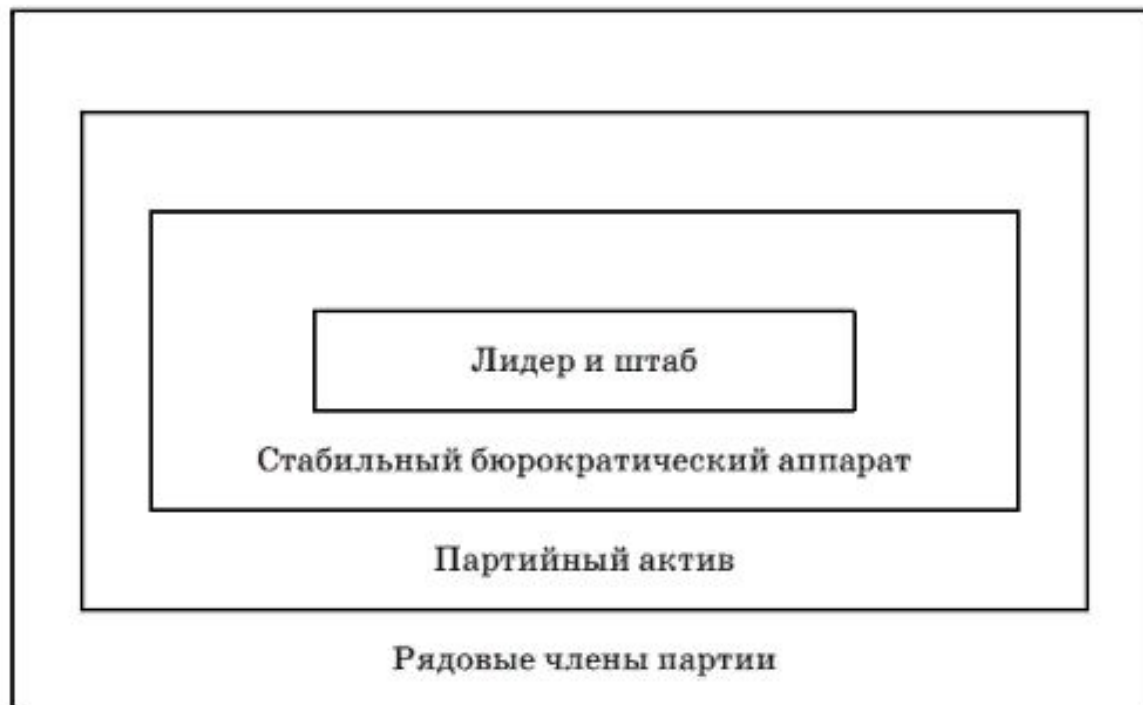 Лидер и штаб
Стабильный бюрократический аппарат
Партийный актив
Рядовые члены партии